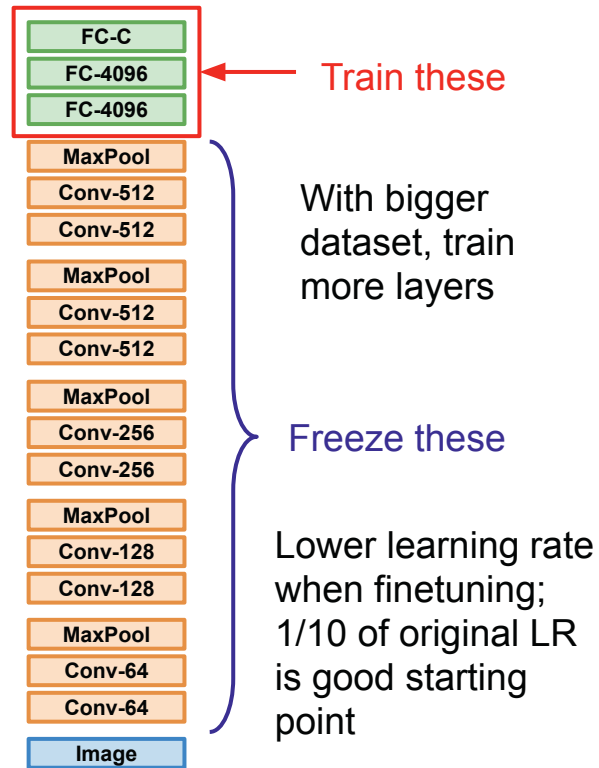 FC-C
FC-4096
FC-4096
Train these
MaxPool
Conv-512
Conv-512
With bigger
dataset, train
more layers
MaxPool
Conv-512
Conv-512
MaxPool
Conv-256
Conv-256
Freeze these
MaxPool
Conv-128
Conv-128
MaxPool
Conv-64
Conv-64
Lower learning rate
when finetuning;
1/10 of original LR
is good starting
point
Image